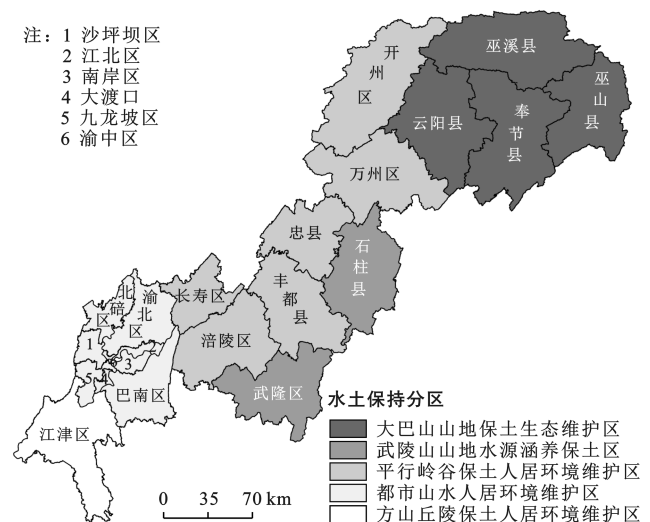 注：1 沙坪坝区
2 江北区
3 南岸区
4 大渡口
5 九龙坡区
6 渝中区
开州区
巫溪县
巫山县
云阳县
奉节县
万州区
忠县
石柱县
丰都县
长寿区
北碚区
渝北区
涪陵区
1
3
5
巴南区
武隆区
江津区
水土保持分区
大巴山山地保土生态维护区
武陵山山地水源涵养保土区
平行岭谷保土人居环境维护区
都市山水人居环境维护区
方山丘陵保土人居环境维护区
0 35 70 km